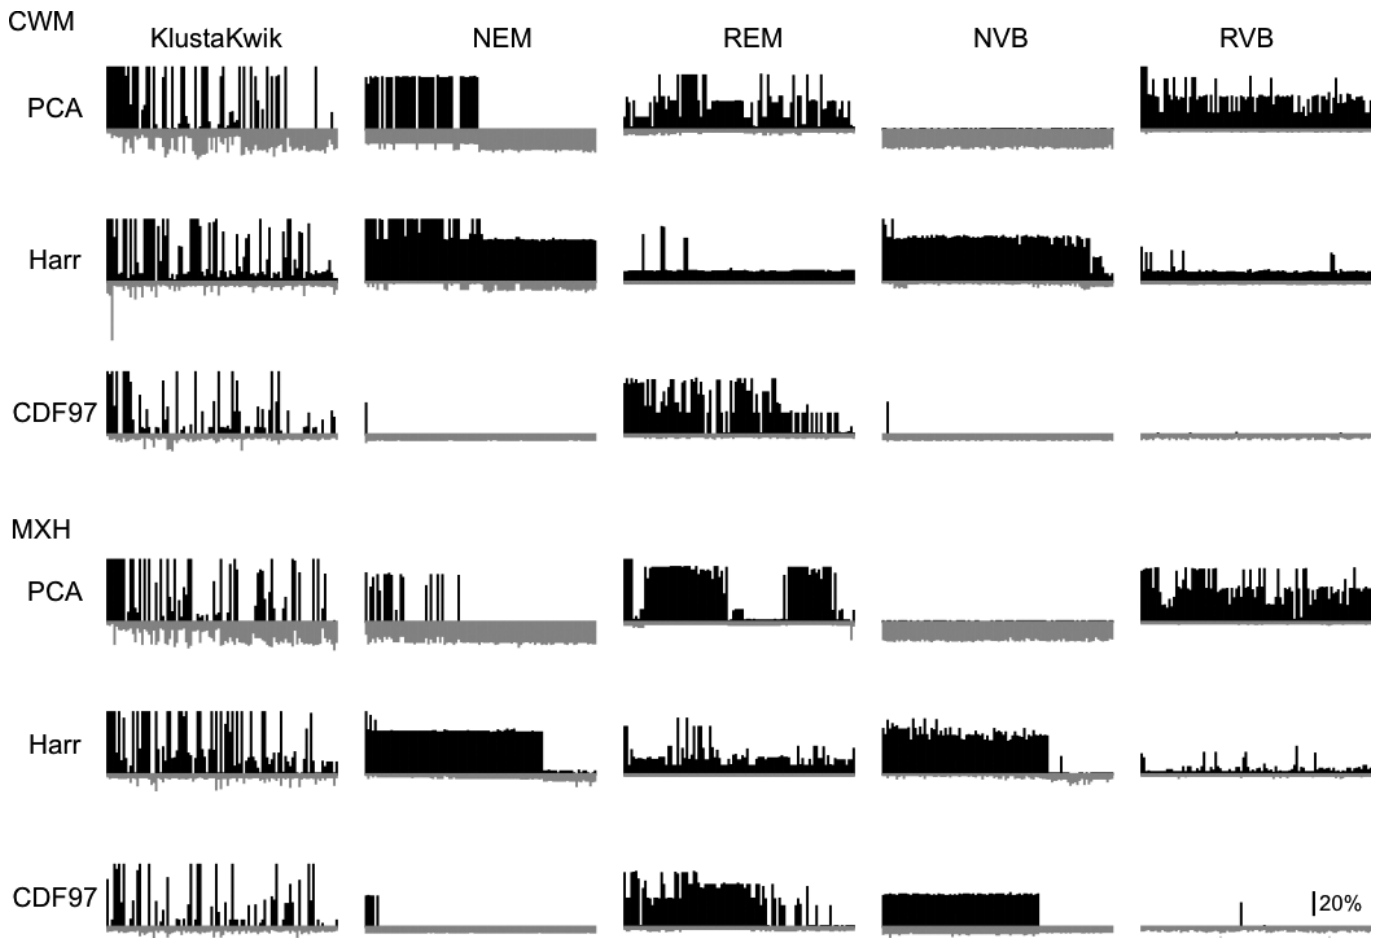 CWM
KlustaKwik NEM REM NVB RVB
PCA
Harr
CDF97
MXH
PCA
Harr
CDF97
20%